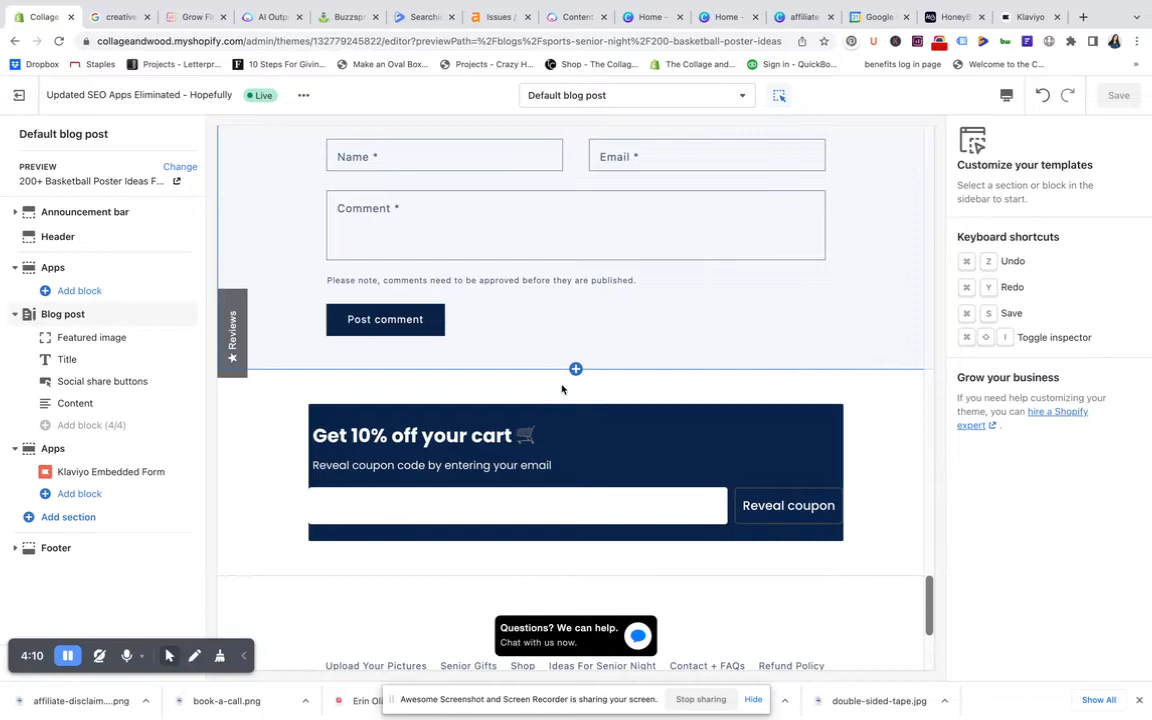 Collage
creative
Grow Fl
AI Outp
Buzzsp
Searchi
Issues /
Content
Home -
Home -
affiliate
Google
HoneyB
Klaviyo
collageandwood.myshopify.com/admin/themes/132779245822/editor?previewPath=%2Fblogs%2Fsports-senior-night%2F200-basketball-poster-ideas
Dropbox
Staples
Projects - Letterpr...
10 Steps For Givin...
Make an Oval Box...
Projects - Crazy H...
Shop - The Collag...
The Collage and...
Sign in - QuickBo...
benefits log in page
Welcome to the C...
»
Updated SEO Apps Eliminated - Hopefully
Live
Default blog post
Save
Default blog post
PREVIEW
Change
200+ Basketball Poster Ideas F...
Announcement bar
Header
Apps
Add block
Blog post
Featured image
Title
Social share buttons
Content
Add block (4/4)
Apps
Klaviyo Embedded Form
Add block
Add section
Footer
Name *
Email *
Comment *
Please note, comments need to be approved before they are published.
Post comment
★ Reviews
Get 10% off your cart 🛒
Reveal coupon code by entering your email
Reveal coupon
Questions? We can help.
Chat with us now.
Upload Your Pictures
Senior Gifts
Shop
Ideas For Senior Night
Contact + FAQs
Refund Policy
Customize your templates
Select a section or block in the
sidebar to start.
Keyboard shortcuts
⌘ Z Undo
⌘ Y Redo
⌘ S Save
⌘ ⇧ I Toggle inspector
Grow your business
If you need help customizing your
theme, you can hire a Shopify
expert .
4:10
affiliate-disclaim....png
book-a-call.png
Erin Oli
Awesome Screenshot and Screen Recorder is sharing your screen.
Stop sharing
Hide
double-sided-tape.jpg
Show All